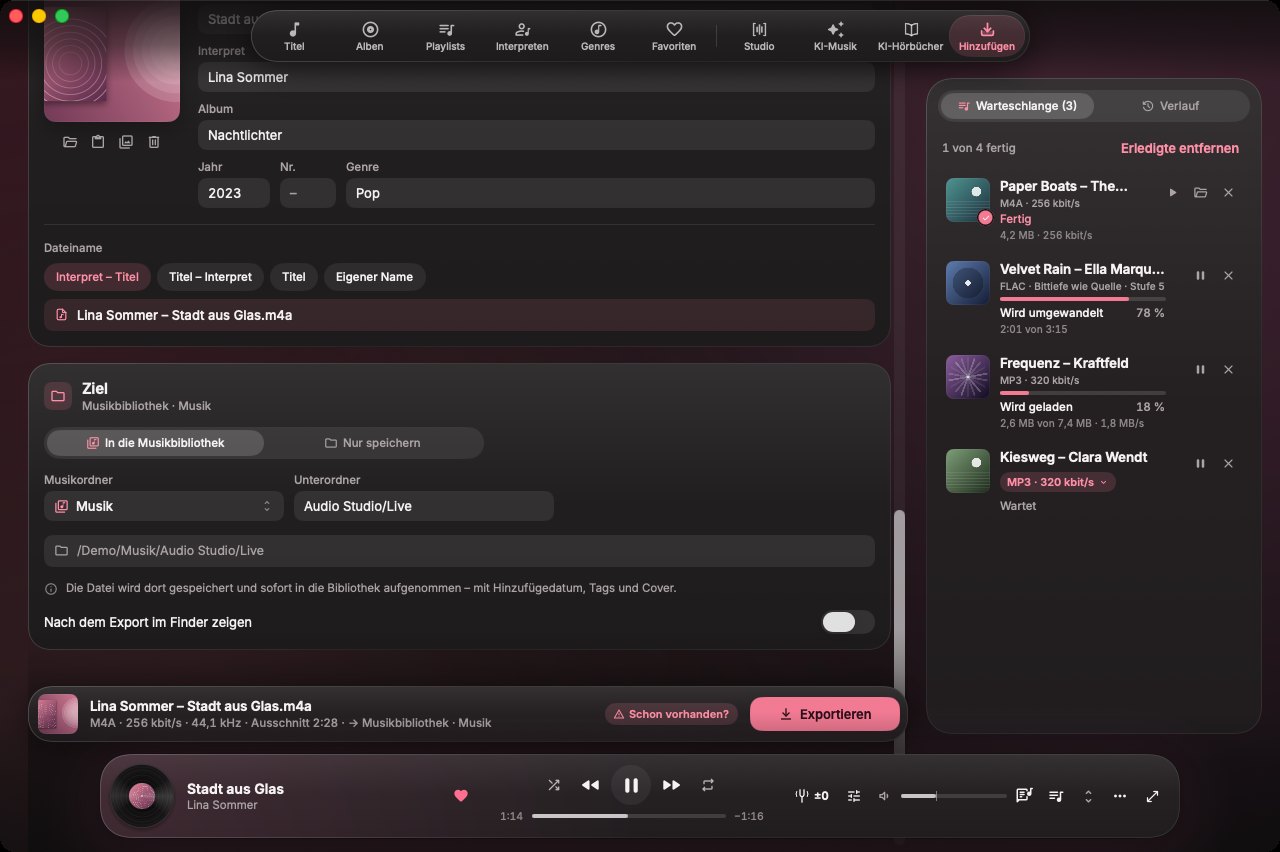 Titel
Alben
Playlists
Interpreten
Genres
Favoriten
Studio
KI-Musik
KI-Hörbücher
Hinzufügen
Stadt au
Interpret
Lina Sommer
Album
Nachtlichter
Jahr
Nr.
Genre
2023
–
Pop
Dateiname
Interpret – Titel
Titel – Interpret
Titel
Eigener Name
Lina Sommer – Stadt aus Glas.m4a
Ziel
Musikbibliothek · Musik
In die Musikbibliothek
Nur speichern
Musikordner
Unterordner
Musik
Audio Studio/Live
/Demo/Musik/Audio Studio/Live
Die Datei wird dort gespeichert und sofort in die Bibliothek aufgenommen – mit Hinzufügedatum, Tags und Cover.
Nach dem Export im Finder zeigen
Lina Sommer – Stadt aus Glas.m4a
M4A · 256 kbit/s · 44,1 kHz · Ausschnitt 2:28 · → Musikbibliothek · Musik
Schon vorhanden?
Exportieren
Warteschlange (3)
Verlauf
1 von 4 fertig
Erledigte entfernen
Paper Boats – The…
M4A · 256 kbit/s
Fertig
4,2 MB · 256 kbit/s
Velvet Rain – Ella Marqu…
FLAC · Bittiefe wie Quelle · Stufe 5
Wird umgewandelt
78 %
2:01 von 3:15
Frequenz – Kraftfeld
MP3 · 320 kbit/s
Wird geladen
18 %
2,6 MB von 7,4 MB · 1,8 MB/s
Kiesweg – Clara Wendt
MP3 · 320 kbit/s
Wartet
Stadt aus Glas
Lina Sommer
1:14
−1:16
±0